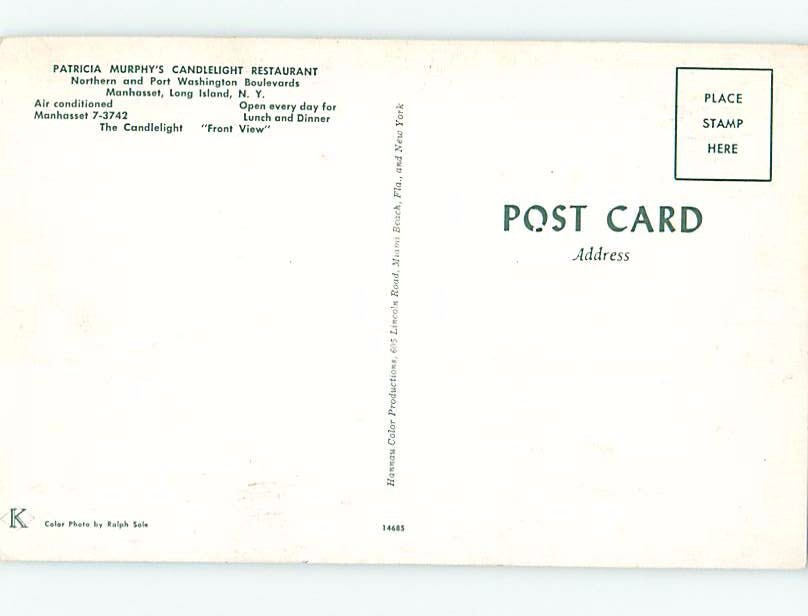 PATRICIA MURPHY'S CANDLELIGHT RESTAURANT
Northern and Port Washington Boulevards
Manhasset, Long Island, N. Y.
Air conditioned Open every day for
Manhasset 7-3742 Lunch and Dinner
The Candlelight "Front View"
Hannau Color Productions, 605 Lincoln Road, Miami Beach, Fla., and New York
PLACE
STAMP
HERE
POST CARD
Address
K
Color Photo by Ralph Sole
14685